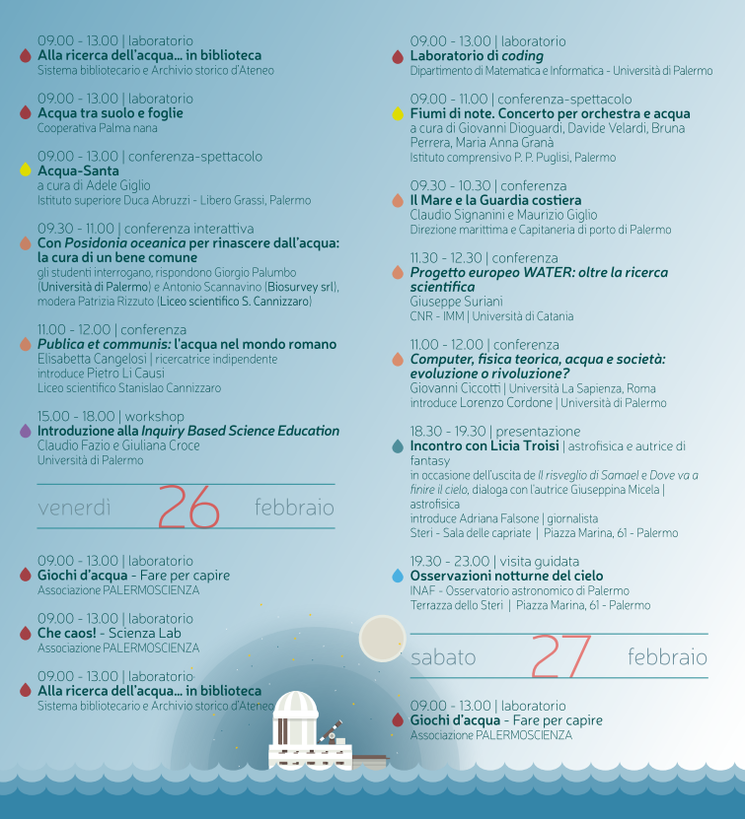 09.00 - 13.00 | laboratorio
Alla ricerca dell'acqua... in biblioteca
Sistema bibliotecario e Archivio storico d'Ateneo
09.00 - 13.00 | laboratorio
Acqua tra suolo e foglie
Cooperativa Palma nana
09.00 - 13.00 | conferenza-spettacolo
Acqua-Santa
a cura di Adele Giglio
Istituto superiore Duca Abruzzi - Libero Grassi, Palermo
09.30 - 11.00 | conferenza interattiva
Con Posidonia oceanica per rinascere dall'acqua:
la cura di un bene comune
gli studenti interrogano, rispondono Giorgio Palumbo
(Università di Palermo) e Antonio Scannavino (Biosurvey srl),
modera Patrizia Rizzuto (Liceo scientifico S. Cannizzaro)
11.00 - 12.00 | conferenza
Publica et communis: l'acqua nel mondo romano
Elisabetta Cangelosi | ricercatrice indipendente
introduce Pietro Li Causi
Liceo scientifico Stanislao Cannizzaro
15.00 - 18.00 | workshop
Introduzione alla Inquiry Based Science Education
Claudio Fazio e Giuliana Croce
Università di Palermo
venerdì 26 febbraio
09.00 - 13.00 | laboratorio
Giochi d'acqua - Fare per capire
Associazione PALERMOSCIENZA
09.00 - 13.00 | laboratorio
Che caos! - Scienza Lab
Associazione PALERMOSCIENZA
09.00 - 13.00 | laboratorio
Alla ricerca dell'acqua... in biblioteca
Sistema bibliotecario e Archivio storico d'Ateneo
09.00 - 13.00 | laboratorio
Laboratorio di coding
Dipartimento di Matematica e Informatica - Università di Palermo
09.00 - 11.00 | conferenza-spettacolo
Fiumi di note. Concerto per orchestra e acqua
a cura di Giovanni Dioguardi, Davide Velardi, Bruna
Perrera, Maria Anna Granà
Istituto comprensivo P. P. Puglisi, Palermo
09.30 - 10.30 | conferenza
Il Mare e la Guardia costiera
Claudio Signanini e Maurizio Giglio
Direzione marittima e Capitaneria di porto di Palermo
11.30 - 12.30 | conferenza
Progetto europeo WATER: oltre la ricerca
scientifica
Giuseppe Suriani
CNR - IMM | Università di Catania
11.00 - 12.00 | conferenza
Computer, fisica teorica, acqua e società:
evoluzione o rivoluzione?
Giovanni Ciccotti | Università La Sapienza, Roma
introduce Lorenzo Cordone | Università di Palermo
18.30 - 19.30 | presentazione
Incontro con Licia Troisi | astrofisica e autrice di
fantasy
in occasione dell'uscita de Il risveglio di Samael e Dove va a
finire il cielo, dialoga con l'autrice Giuseppina Micela |
astrofisica
introduce Adriana Falsone | giornalista
Steri - Sala delle capriate | Piazza Marina, 61 - Palermo
19.30 - 23.00 | visita guidata
Osservazioni notturne del cielo
INAF - Osservatorio astronomico di Palermo
Terrazza dello Steri | Piazza Marina, 61 - Palermo
sabato 27 febbraio
09.00 - 13.00 | laboratorio
Giochi d'acqua - Fare per capire
Associazione PALERMOSCIENZA